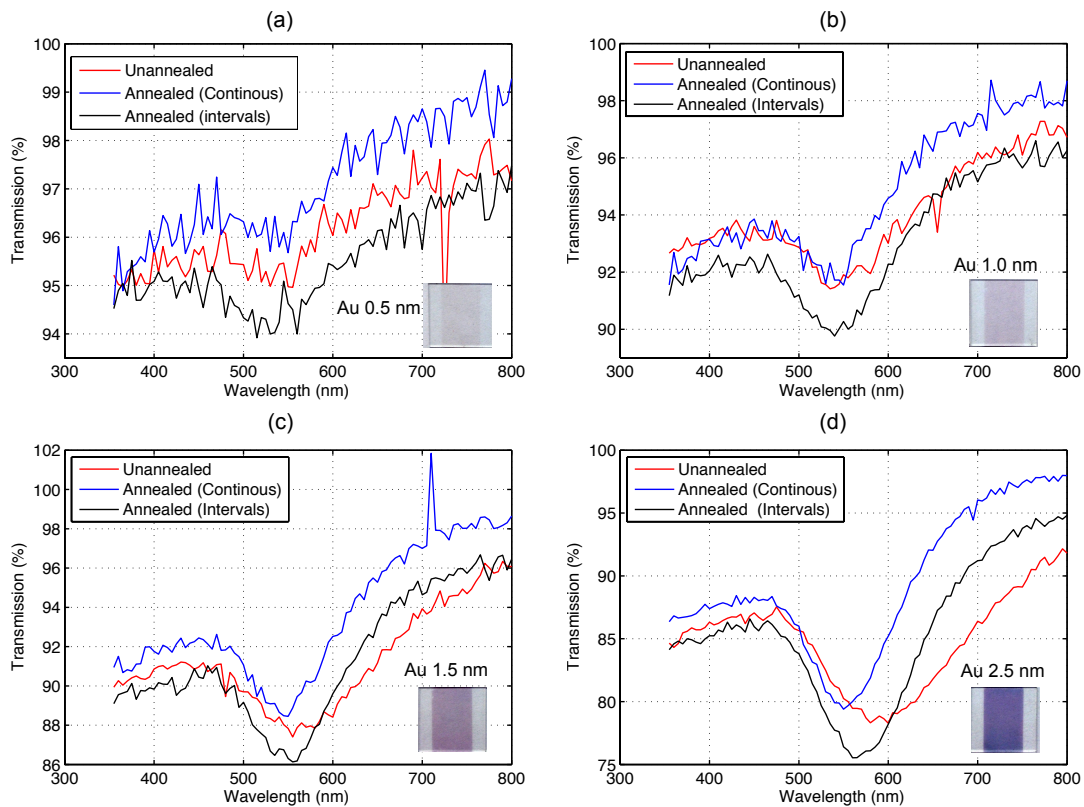 (a)
100
99
98
97
96
95
94
93
Transmission (%)
Unannealed
Annealed (Continous)
Annealed (intervals)
Au 0.5 nm
300 400 500 600 700 800
Wavelength (nm)
(b)
100
98
96
94
92
90
Transmission (%)
Unannealed
Annealed (Continous)
Annealed (Intervals)
Au 1.0 nm
300 400 500 600 700 800
Wavelength (nm)
(c)
102
100
98
96
94
92
90
88
86
Transmission (%)
Unannealed
Annealed (Continous)
Annealed (Intervals)
Au 1.5 nm
300 400 500 600 700 800
Wavelength (nm)
(d)
100
95
90
85
80
75
Transmission (%)
Unannealed
Annealed (Continous)
Annealed (Intervals)
Au 2.5 nm
300 400 500 600 700 800
Wavelength (nm)